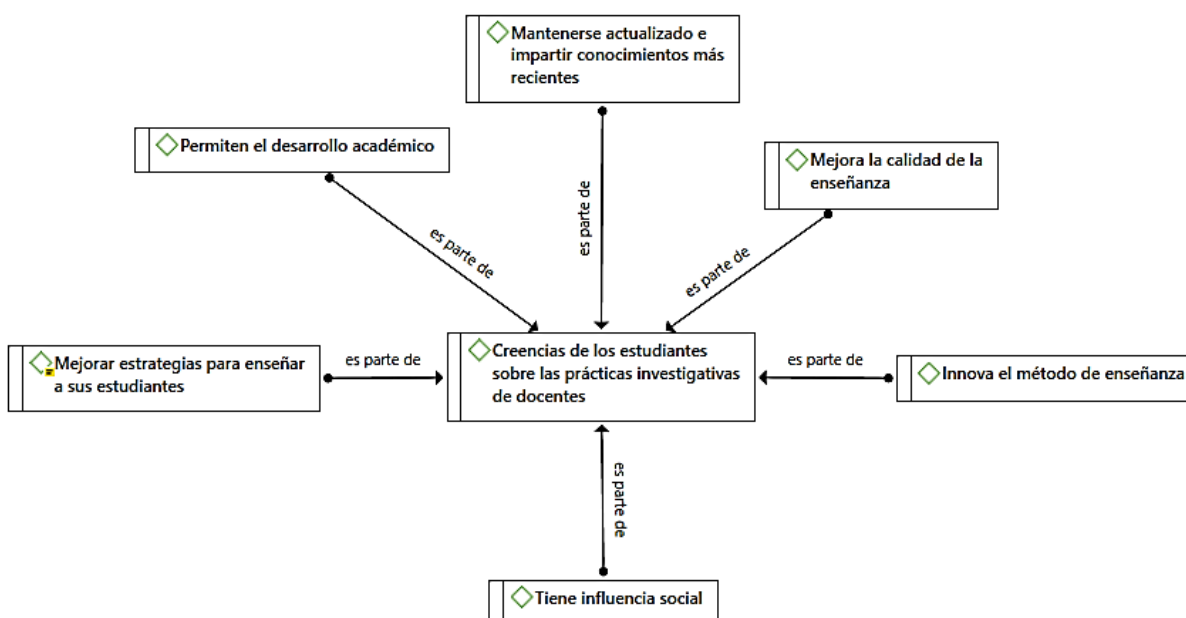 Mantenerse actualizado e
impartir conocimientos más
recientes
Permiten el desarrollo académico
Mejora la calidad de la
enseñanza
es parte de
es parte de
es parte de
Mejorar estrategias para enseñar
a sus estudiantes
es parte de
Creencias de los estudiantes
sobre las prácticas investigativas
de docentes
es parte de
Innova el método de enseñanza
es parte de
Tiene influencia social